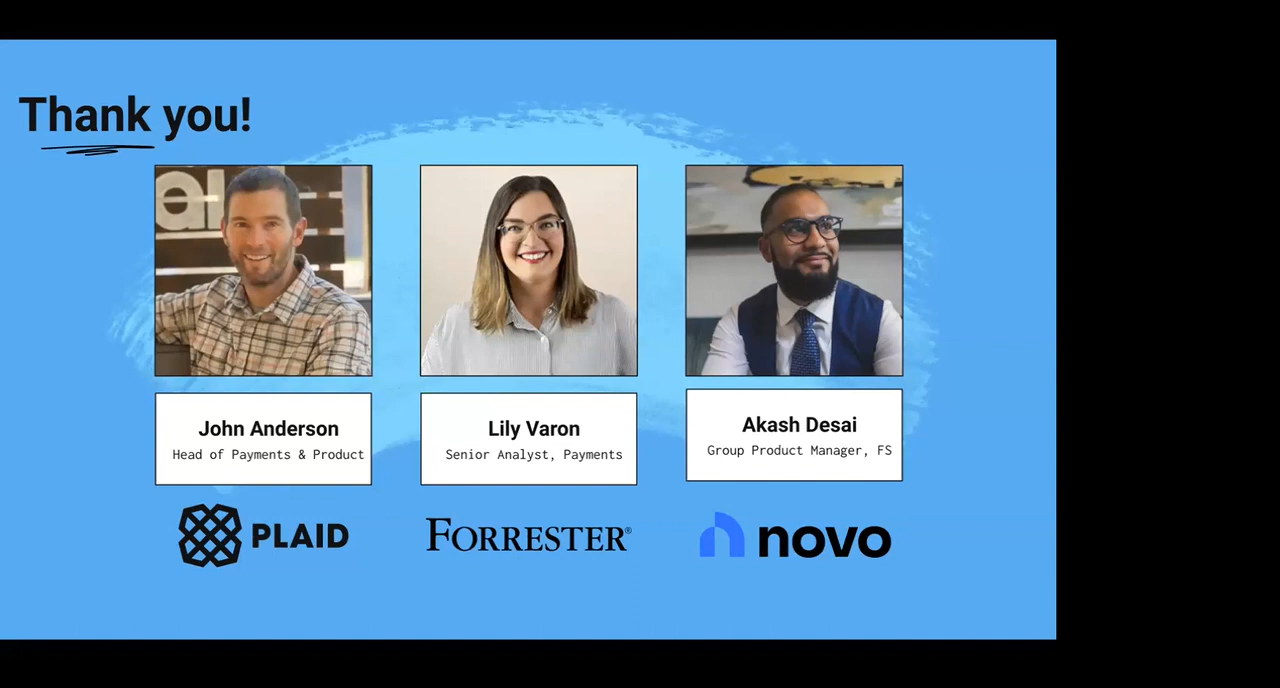 Thank you!
John Anderson
Head of Payments & Product
Lily Varon
Senior Analyst, Payments
Akash Desai
Group Product Manager, FS
PLAID
FORRESTER®
novo